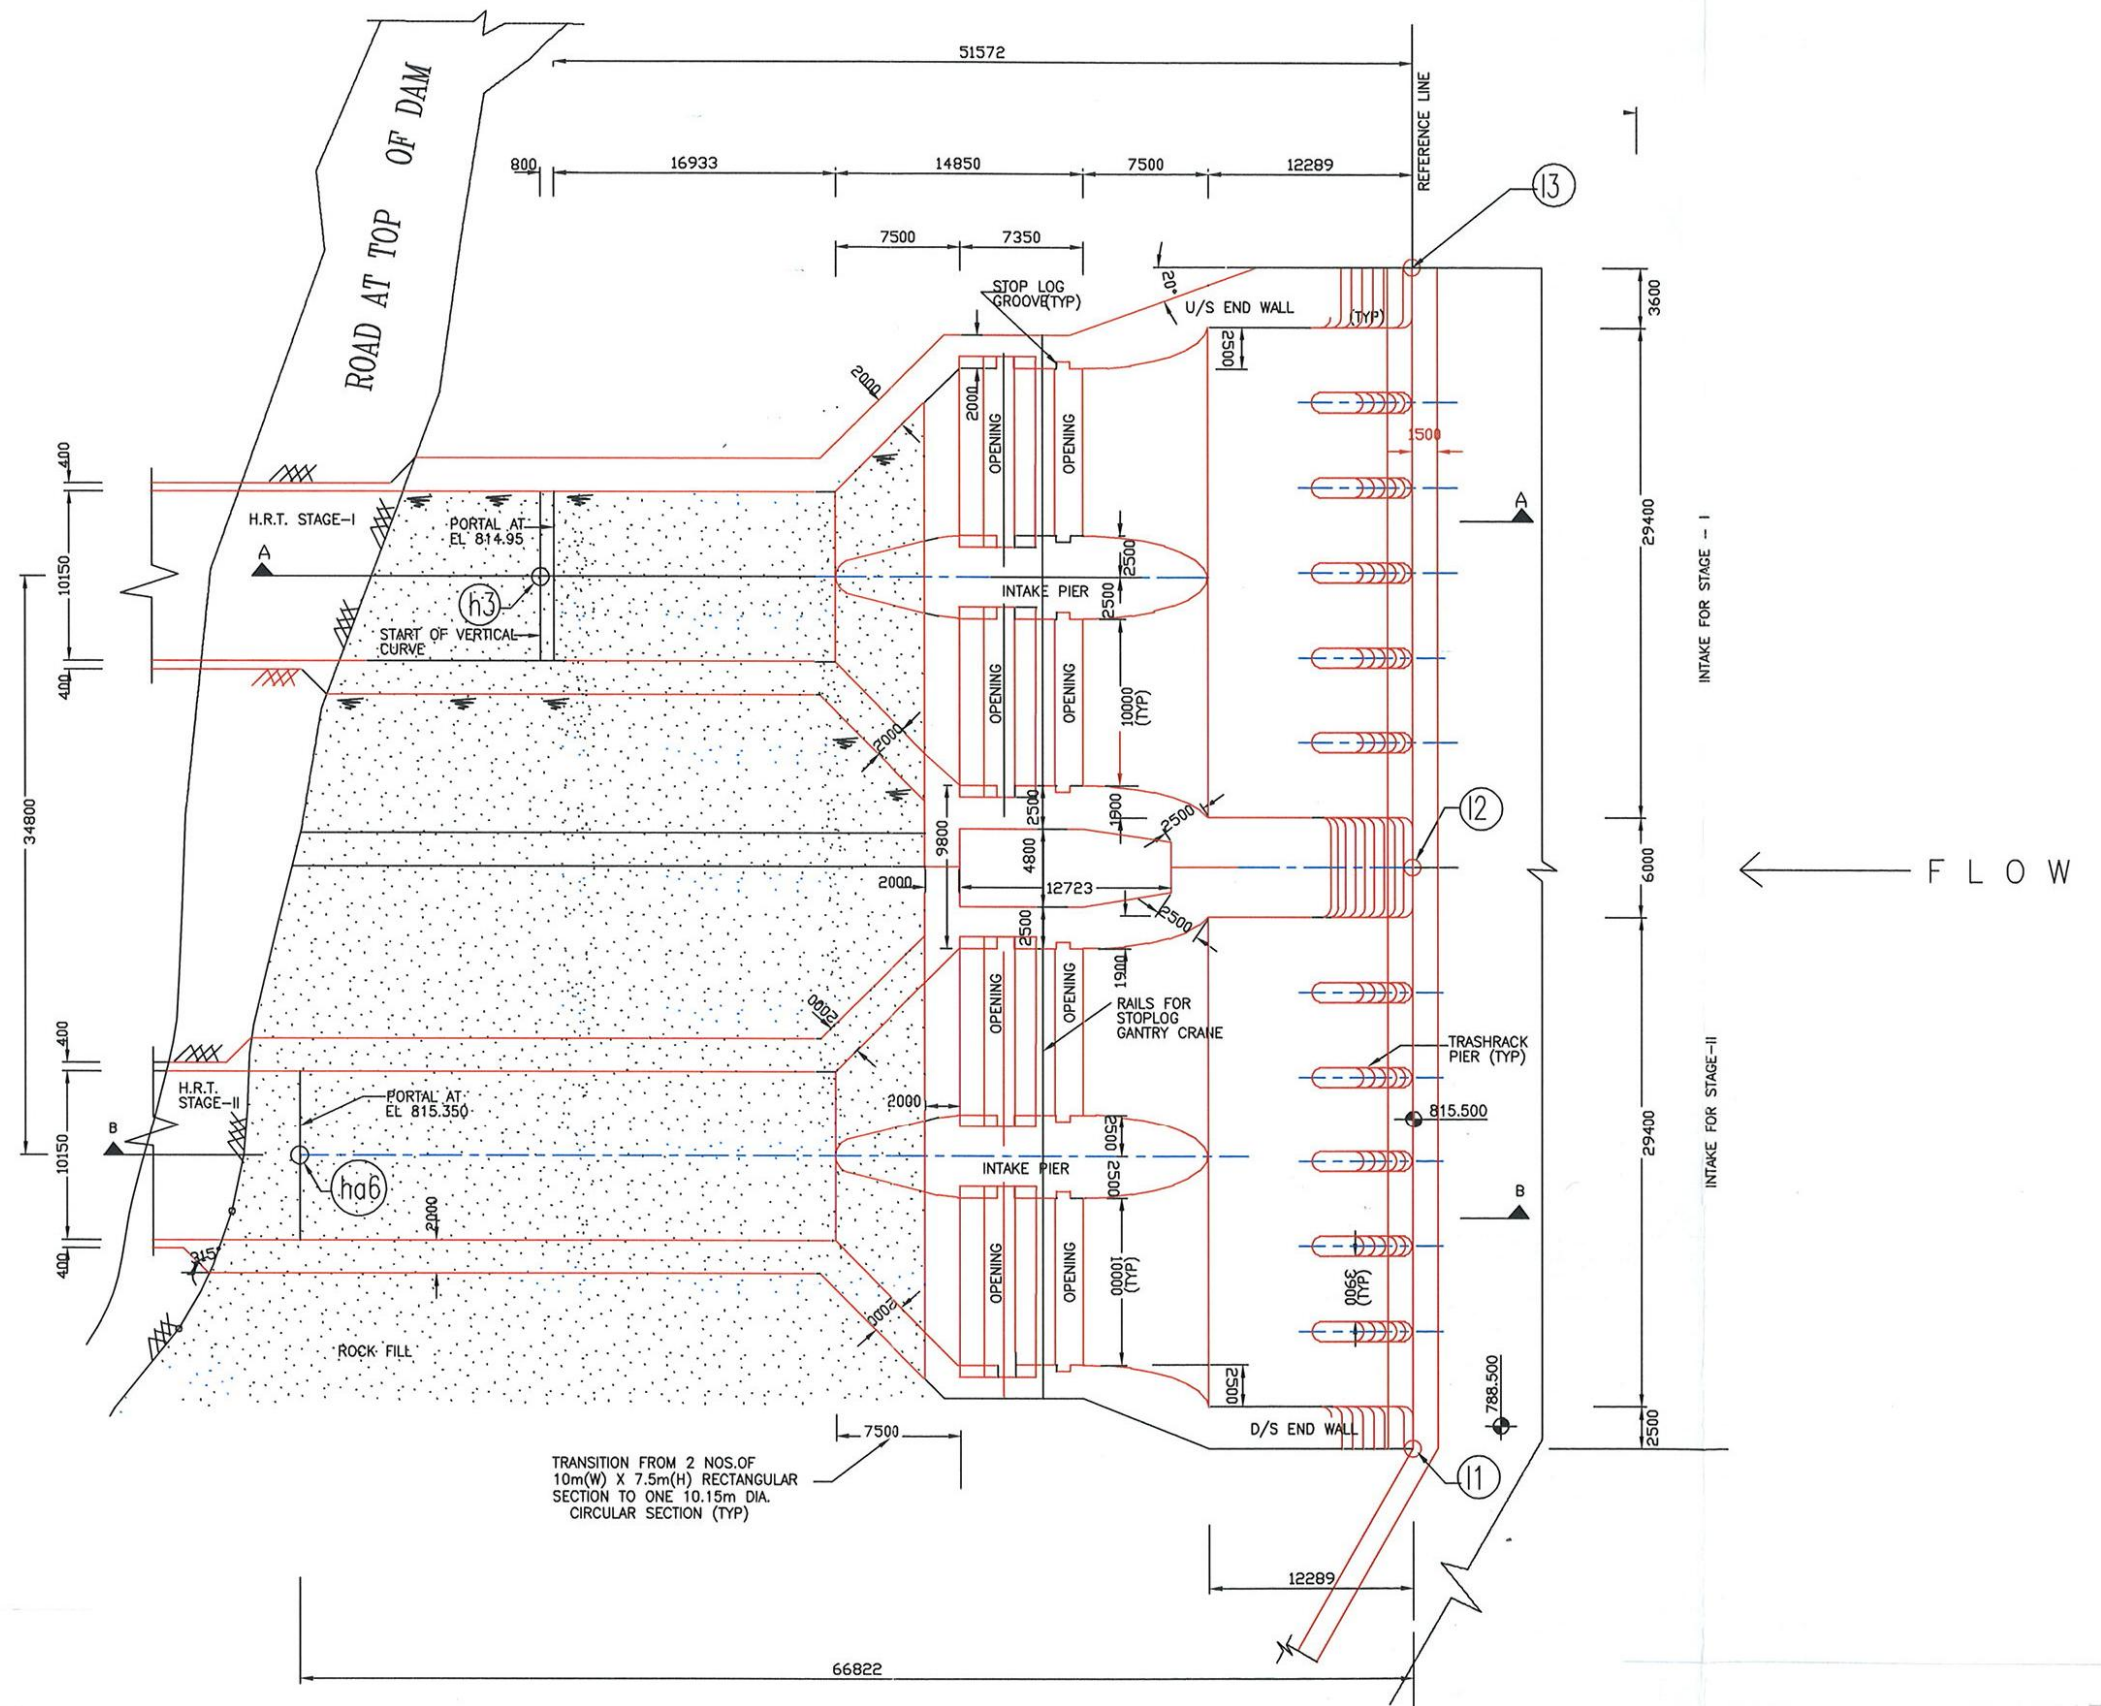 51572
REFERENCE LINE
ROAD AT TOP OF DAM
800
16933
14850
7500
12289
I3
7500
7350
STOP LOG
GROOVE(TYP)
20°
U/S END WALL
(TYP)
3600
2500
2000
2000
OPENING
OPENING
1500
400
H.R.T. STAGE-I
PORTAL AT
EL 814.95
A
A
29400
INTAKE FOR STAGE - I
10150
h3
2500
INTAKE PIER
2500
START OF VERTICAL
CURVE
400
OPENING
OPENING
10000
(TYP)
2000
34800
9800
2500
1900
2500
I2
4800
2000
12723
6000
FLOW
2500
2500
1900
OPENING
OPENING
2000
RAILS FOR
STOPLOG
GANTRY CRANE
400
TRASHRACK
PIER (TYP)
H.R.T.
STAGE-II
PORTAL AT
EL 815.350
2000
815.500
INTAKE FOR STAGE-II
B
10150
2500
29400
INTAKE PIER
2500
ha6
B
2000
400
315°
OPENING
OPENING
10000
(TYP)
3900
(TYP)
2000
ROCK FILL
2500
788.500
D/S END WALL
2500
7500
I1
TRANSITION FROM 2 NOS.OF
10m(W) X 7.5m(H) RECTANGULAR
SECTION TO ONE 10.15m DIA.
CIRCULAR SECTION (TYP)
12289
66822